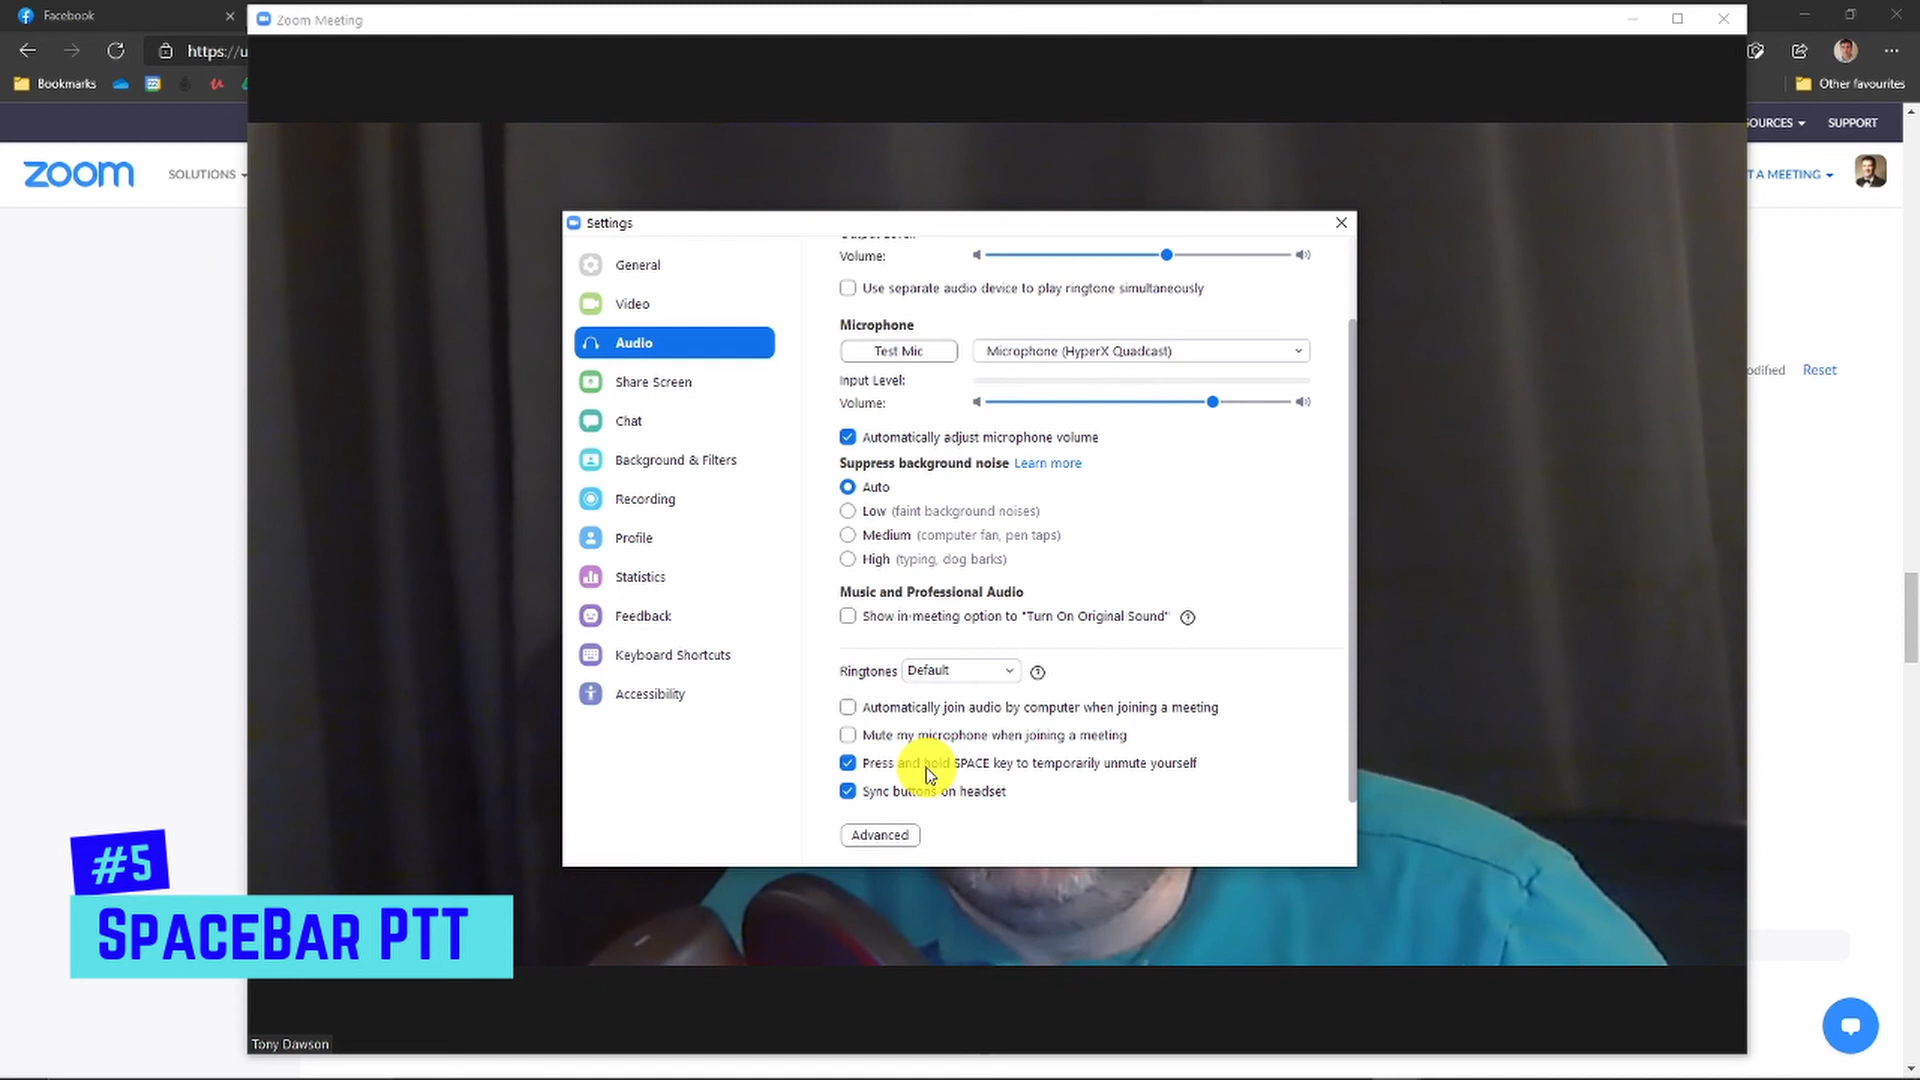 Facebook
Zoom Meeting
https://u
Bookmarks
Other favourites
OURCES
SUPPORT
zoom
SOLUTIONS
T A MEETING
Settings
General
Video
Audio
Share Screen
Chat
Background & Filters
Recording
Profile
Statistics
Feedback
Keyboard Shortcuts
Accessibility
Volume:
Use separate audio device to play ringtone simultaneously
Microphone
Test Mic
Microphone (HyperX Quadcast)
Input Level:
Volume:
Automatically adjust microphone volume
Suppress background noise Learn more
Auto
Low (faint background noises)
Medium (computer fan, pen taps)
High (typing, dog barks)
Music and Professional Audio
Show in-meeting option to "Turn On Original Sound"
Ringtones Default
Automatically join audio by computer when joining a meeting
Mute my microphone when joining a meeting
Press and hold SPACE key to temporarily unmute yourself
Sync buttons on headset
Advanced
odified Reset
#5
SPACEBAR PTT
Tony Dawson